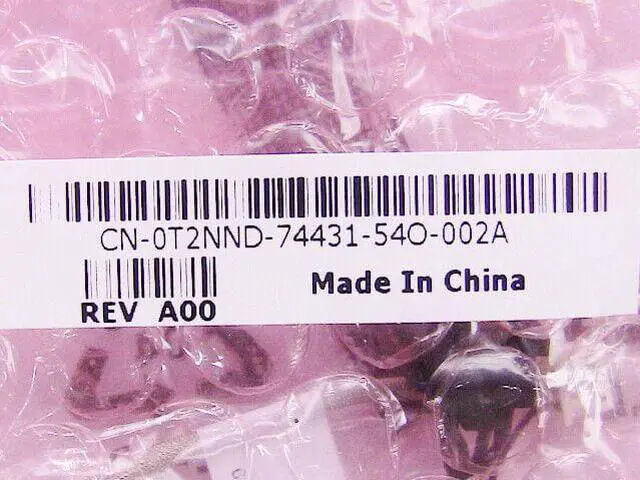 CN-0T2NND-74431-54O-002A
REV A00
Made In China